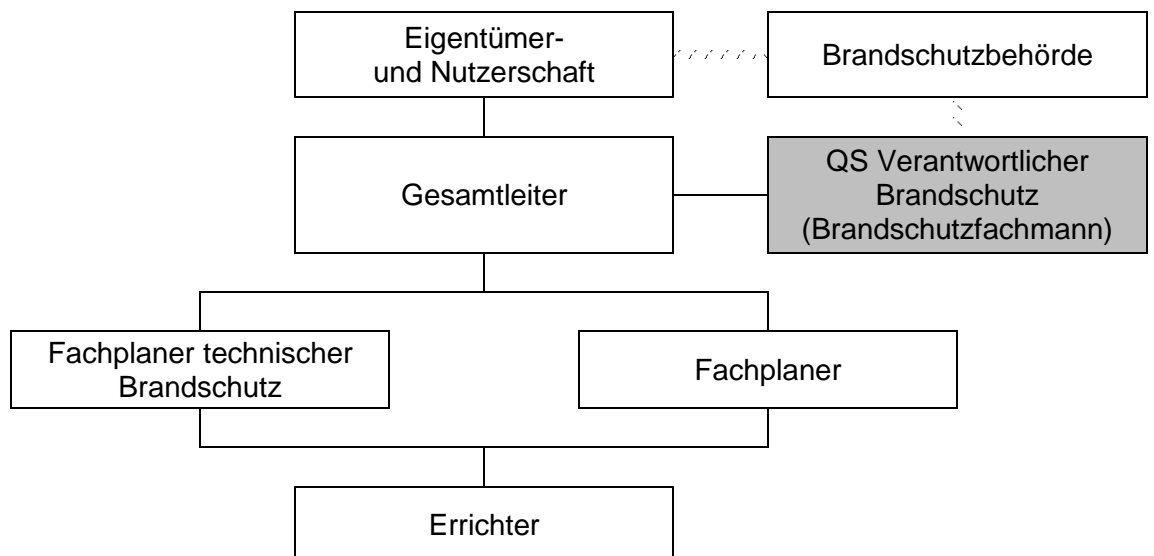 Eigentümer-
und Nutzerschaft
Brandschutzbehörde
Gesamtleiter
QS Verantwortlicher
Brandschutz
(Brandschutzfachmann)
Fachplaner technischer
Brandschutz
Fachplaner
Errichter